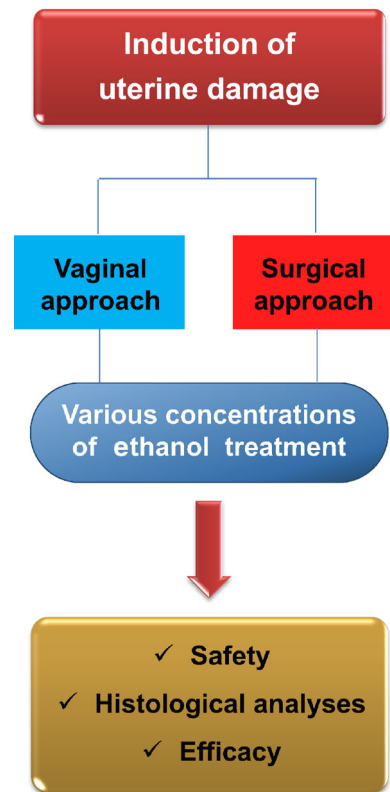 Induction of
uterine damage
Vaginal
approach
Surgical
approach
Various concentrations
of ethanol treatment
✓ Safety
✓ Histological analyses
✓ Efficacy